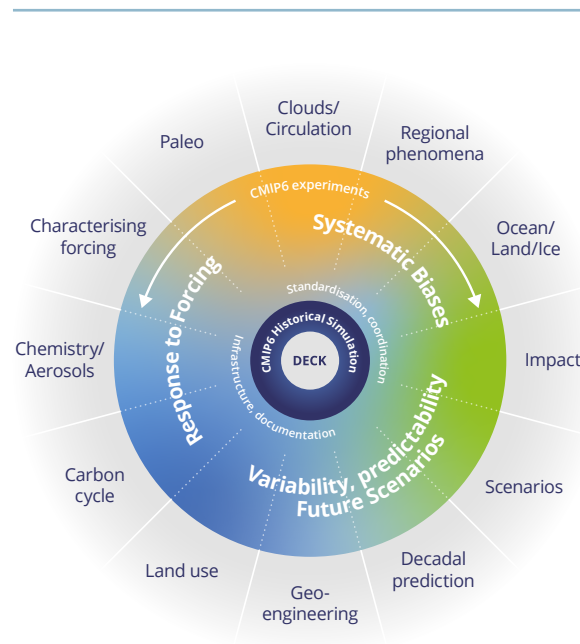 Clouds/
Circulation
Regional
phenomena
Ocean/
Land/Ice
Impact
Scenarios
Decadal
prediction
Geo-
engineering
Land use
Carbon
cycle
Chemistry/
Aerosols
Characterising
forcing
Paleo
CMIP6 experiments
Systematic Biases
Response to Forcing
Variability, predictability
Future Scenarios
Standardisation, coordination
Infrastructure, documentation
CMIP6 Historical Simulation
DECK